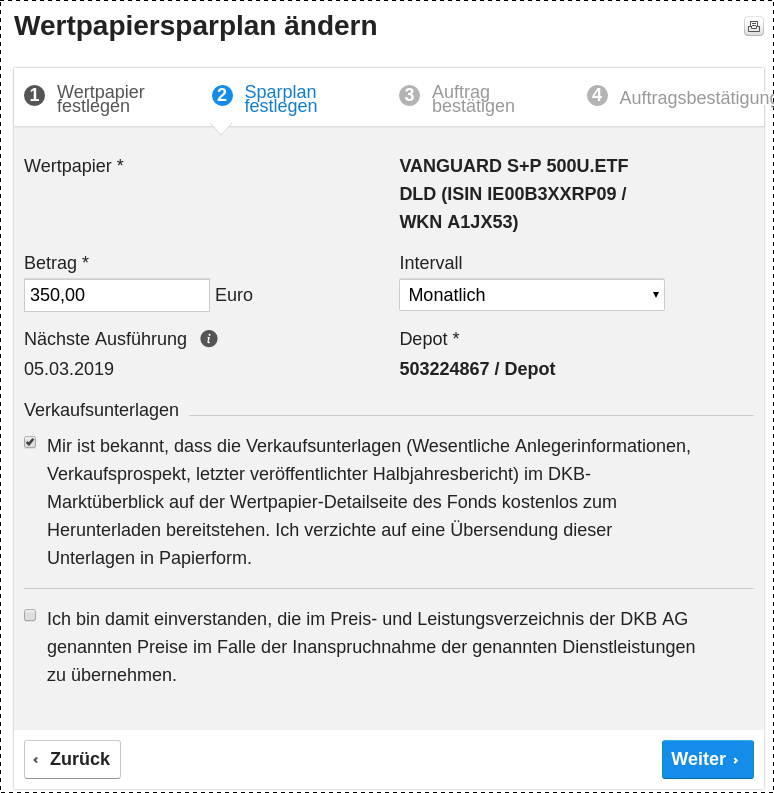 Wertpapiersparplan ändern
1 Wertpapier festlegen
2 Sparplan festlegen
3 Auftrag bestätigen
4 Auftragsbestätigung
Wertpapier *
VANGUARD S+P 500U.ETF
DLD (ISIN IE00B3XXRP09 /
WKN A1JX53)
Betrag *
350,00 Euro
Intervall
Monatlich
Nächste Ausführung i
05.03.2019
Depot *
503224867 / Depot
Verkaufsunterlagen
Mir ist bekannt, dass die Verkaufsunterlagen (Wesentliche Anlegerinformationen,
Verkaufsprospekt, letzter veröffentlichter Halbjahresbericht) im DKB-
Marktüberblick auf der Wertpapier-Detailseite des Fonds kostenlos zum
Herunterladen bereitstehen. Ich verzichte auf eine Übersendung dieser
Unterlagen in Papierform.
Ich bin damit einverstanden, die im Preis- und Leistungsverzeichnis der DKB AG
genannten Preise im Falle der Inanspruchnahme der genannten Dienstleistungen
zu übernehmen.
‹ Zurück
Weiter ›